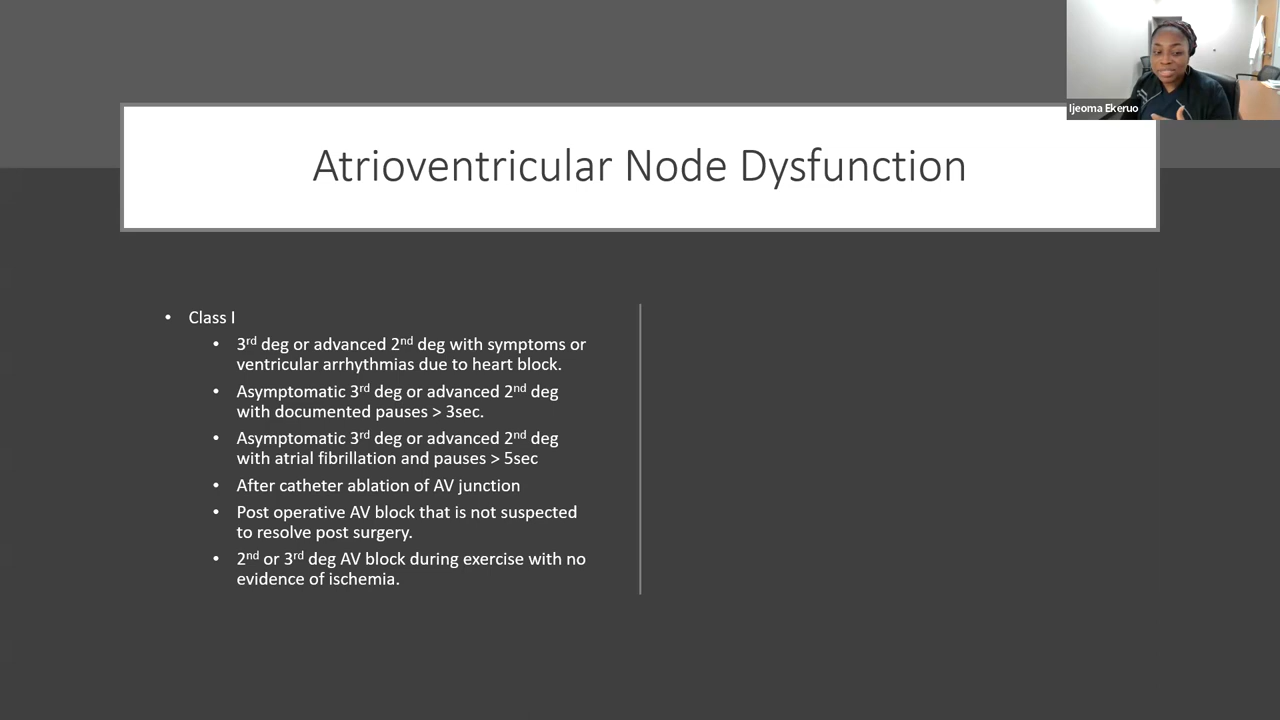 Ijeoma Ekeruo
Atrioventricular Node Dysfunction
• Class I
• 3rd deg or advanced 2nd deg with symptoms or
ventricular arrhythmias due to heart block.
• Asymptomatic 3rd deg or advanced 2nd deg
with documented pauses > 3sec.
• Asymptomatic 3rd deg or advanced 2nd deg
with atrial fibrillation and pauses > 5sec
• After catheter ablation of AV junction
• Post operative AV block that is not suspected
to resolve post surgery.
• 2nd or 3rd deg AV block during exercise with no
evidence of ischemia.